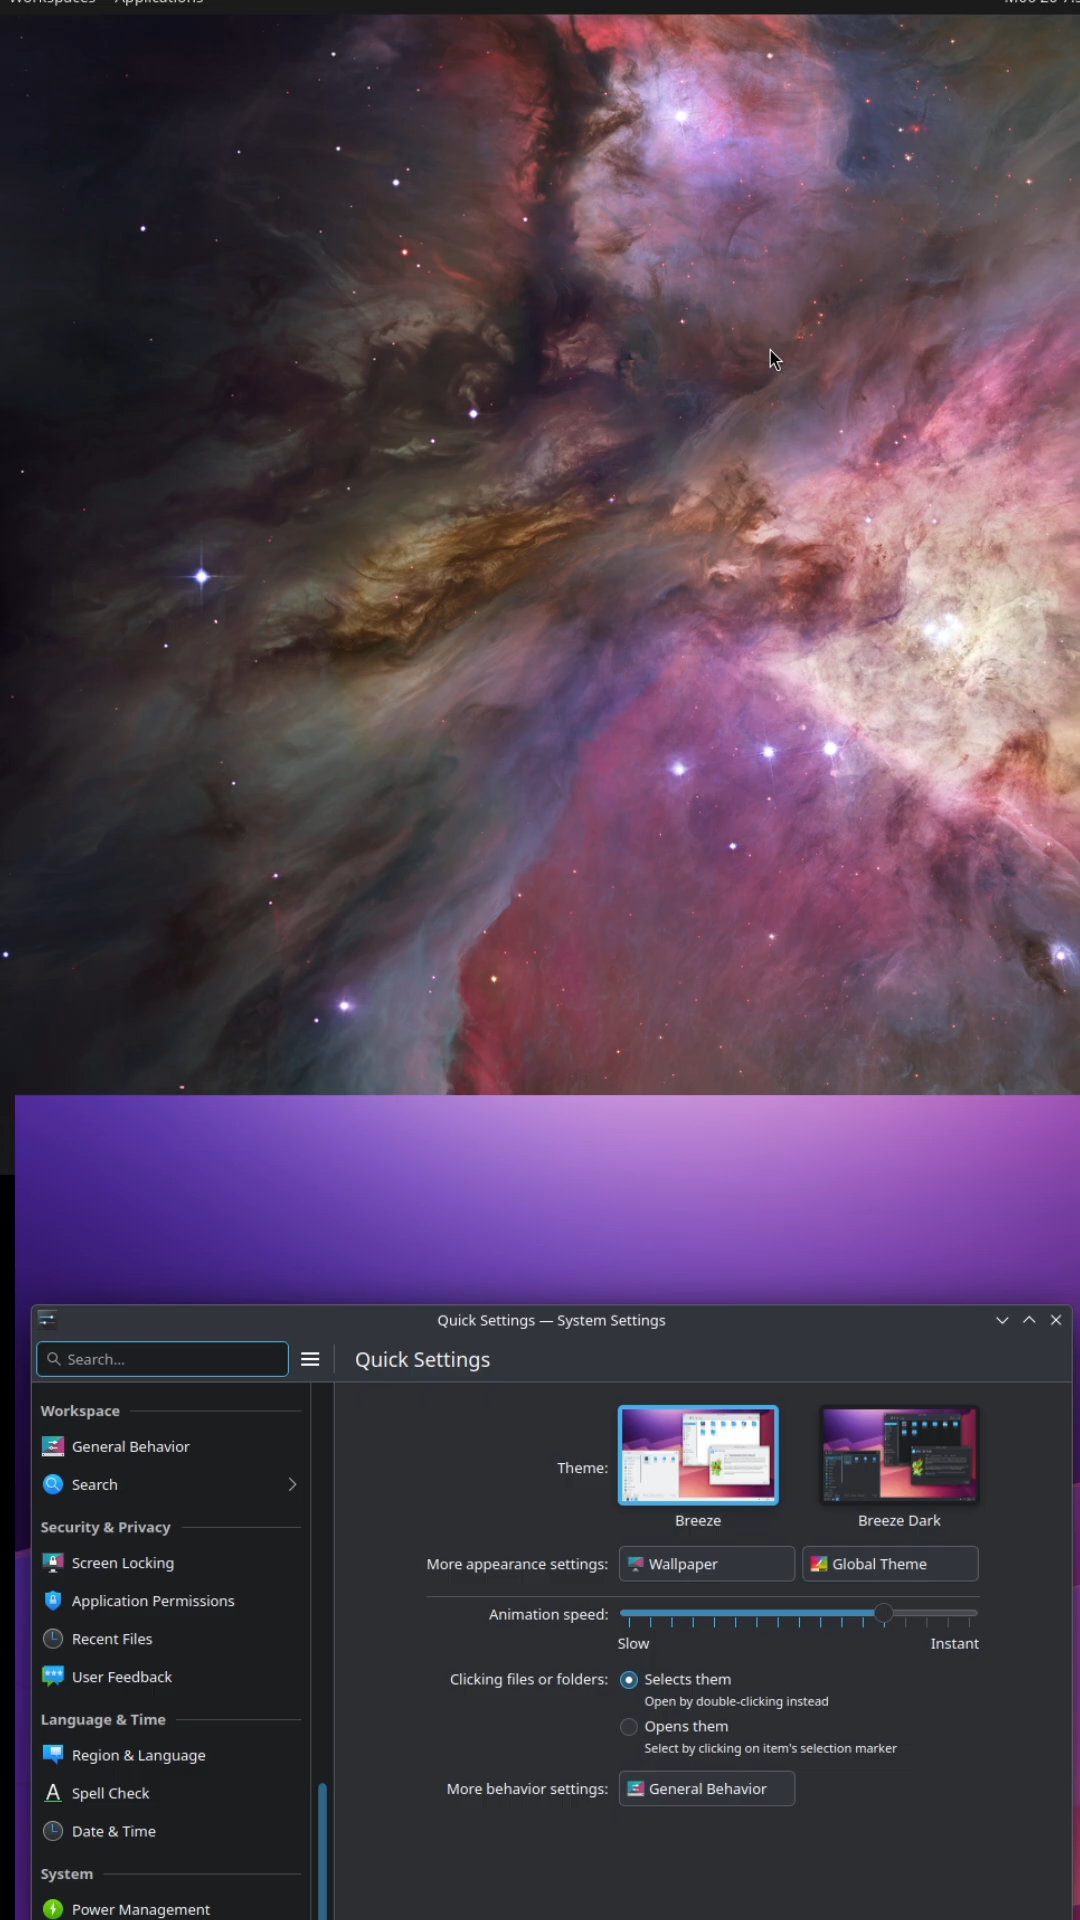 Workspaces Applications
Quick Settings — System Settings
Search...
Quick Settings
Workspace
General Behavior
Search
Security & Privacy
Screen Locking
Application Permissions
Recent Files
User Feedback
Language & Time
Region & Language
Spell Check
Date & Time
System
Power Management
Theme:
Breeze
Breeze Dark
More appearance settings:
Wallpaper
Global Theme
Animation speed:
Slow
Instant
Clicking files or folders:
Selects them
Open by double-clicking instead
Opens them
Select by clicking on item's selection marker
More behavior settings:
General Behavior